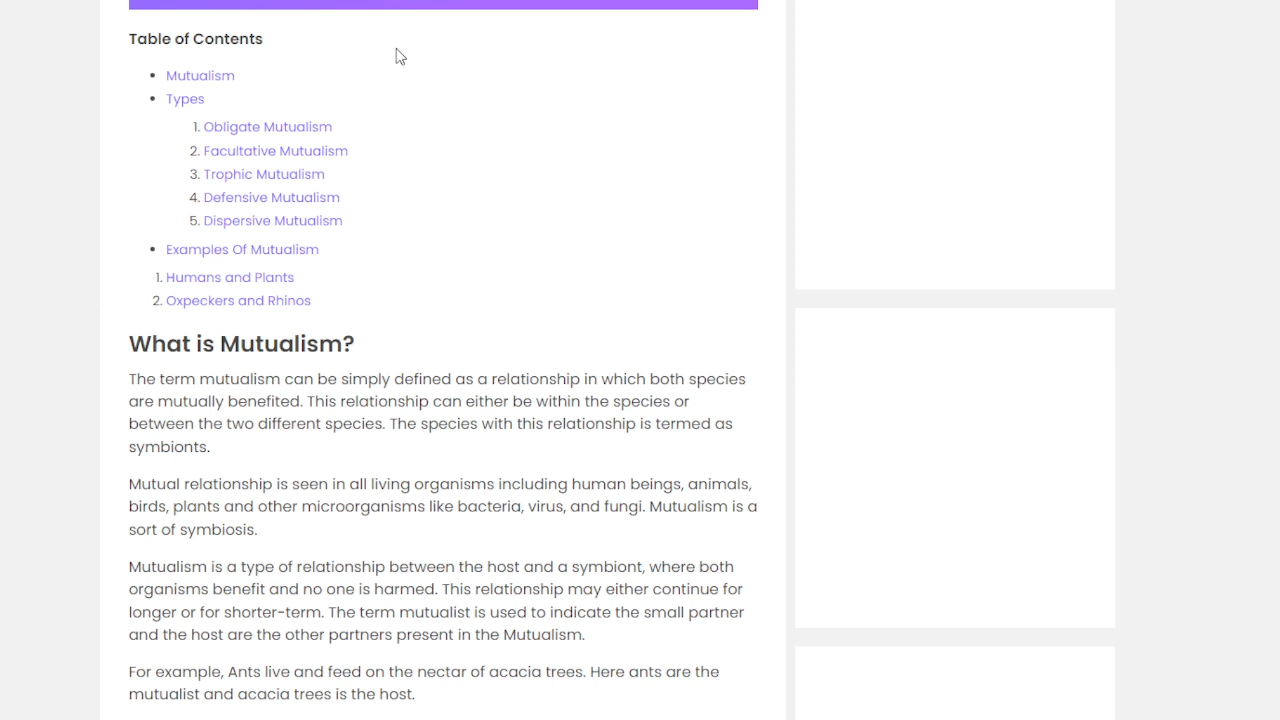 Table of Contents
• Mutualism
• Types
1. Obligate Mutualism
2. Facultative Mutualism
3. Trophic Mutualism
4. Defensive Mutualism
5. Dispersive Mutualism
• Examples Of Mutualism
1. Humans and Plants
2. Oxpeckers and Rhinos
What is Mutualism?
The term mutualism can be simply defined as a relationship in which both species
are mutually benefited. This relationship can either be within the species or
between the two different species. The species with this relationship is termed as
symbionts.
Mutual relationship is seen in all living organisms including human beings, animals,
birds, plants and other microorganisms like bacteria, virus, and fungi. Mutualism is a
sort of symbiosis.
Mutualism is a type of relationship between the host and a symbiont, where both
organisms benefit and no one is harmed. This relationship may either continue for
longer or for shorter-term. The term mutualist is used to indicate the small partner
and the host are the other partners present in the Mutualism.
For example, Ants live and feed on the nectar of acacia trees. Here ants are the
mutualist and acacia trees is the host.